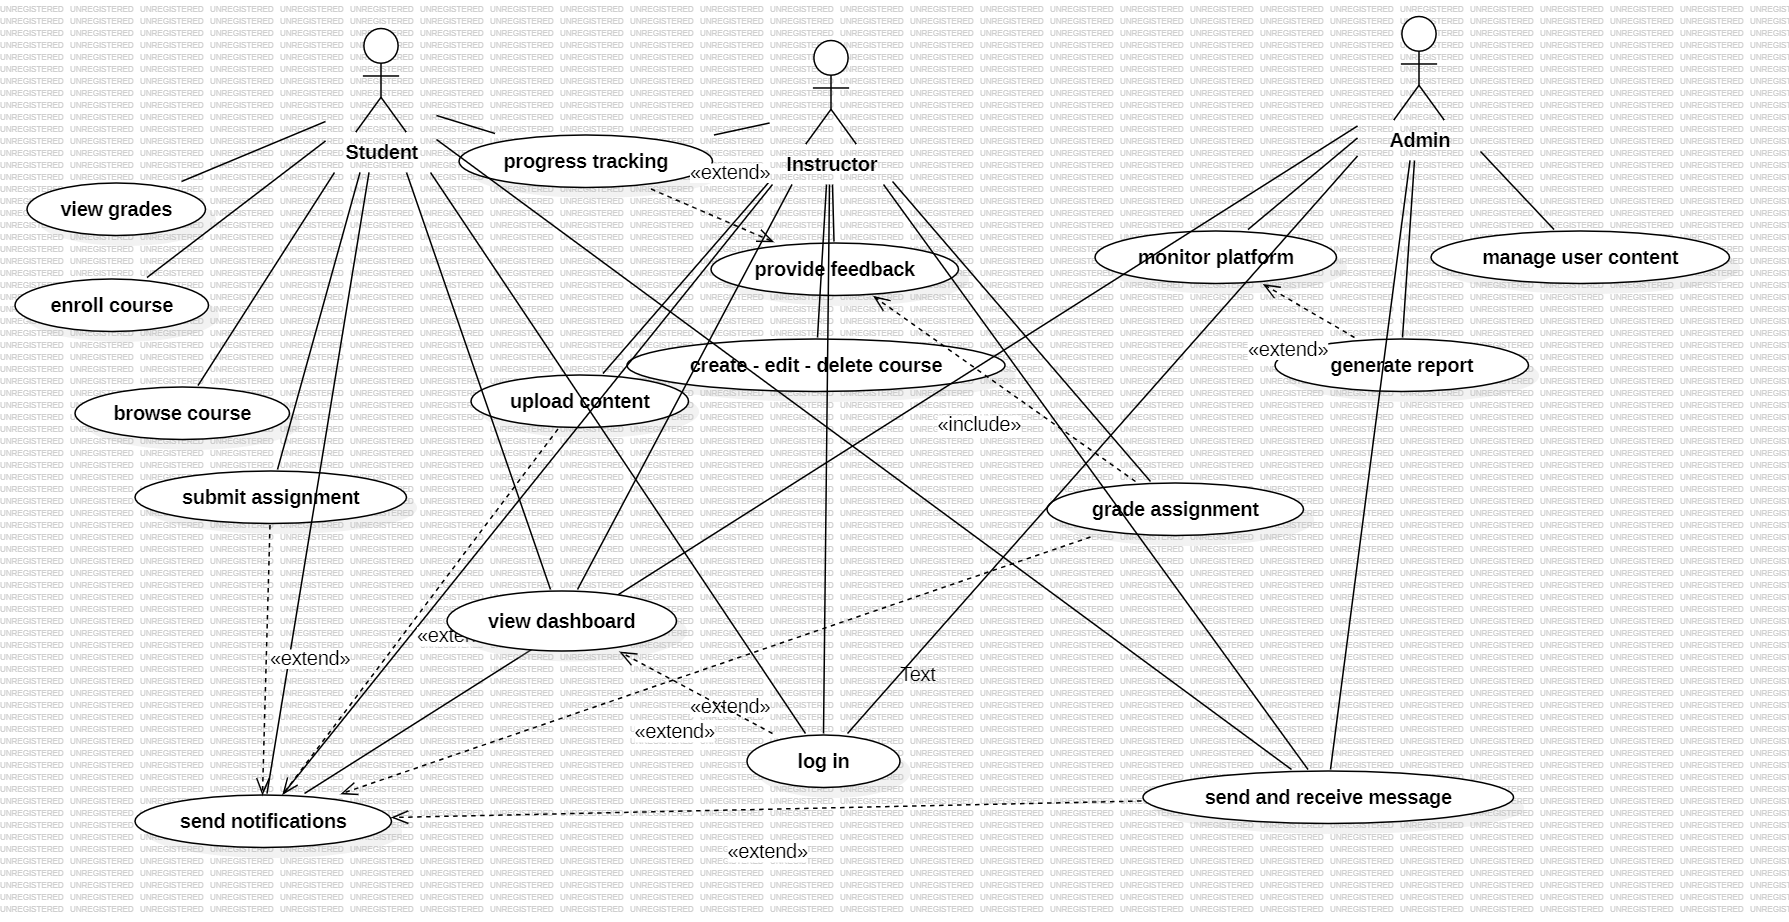 Student
Instructor
Admin
progress tracking
«extend»
view grades
provide feedback
monitor platform
manage user content
enroll course
«extend»
create - edit - delete course
generate report
upload content
browse course
«include»
submit assignment
grade assignment
view dashboard
«exten
«extend»
Text
«extend»
«extend»
log in
send and receive message
send notifications
«extend»
UNREGISTERED